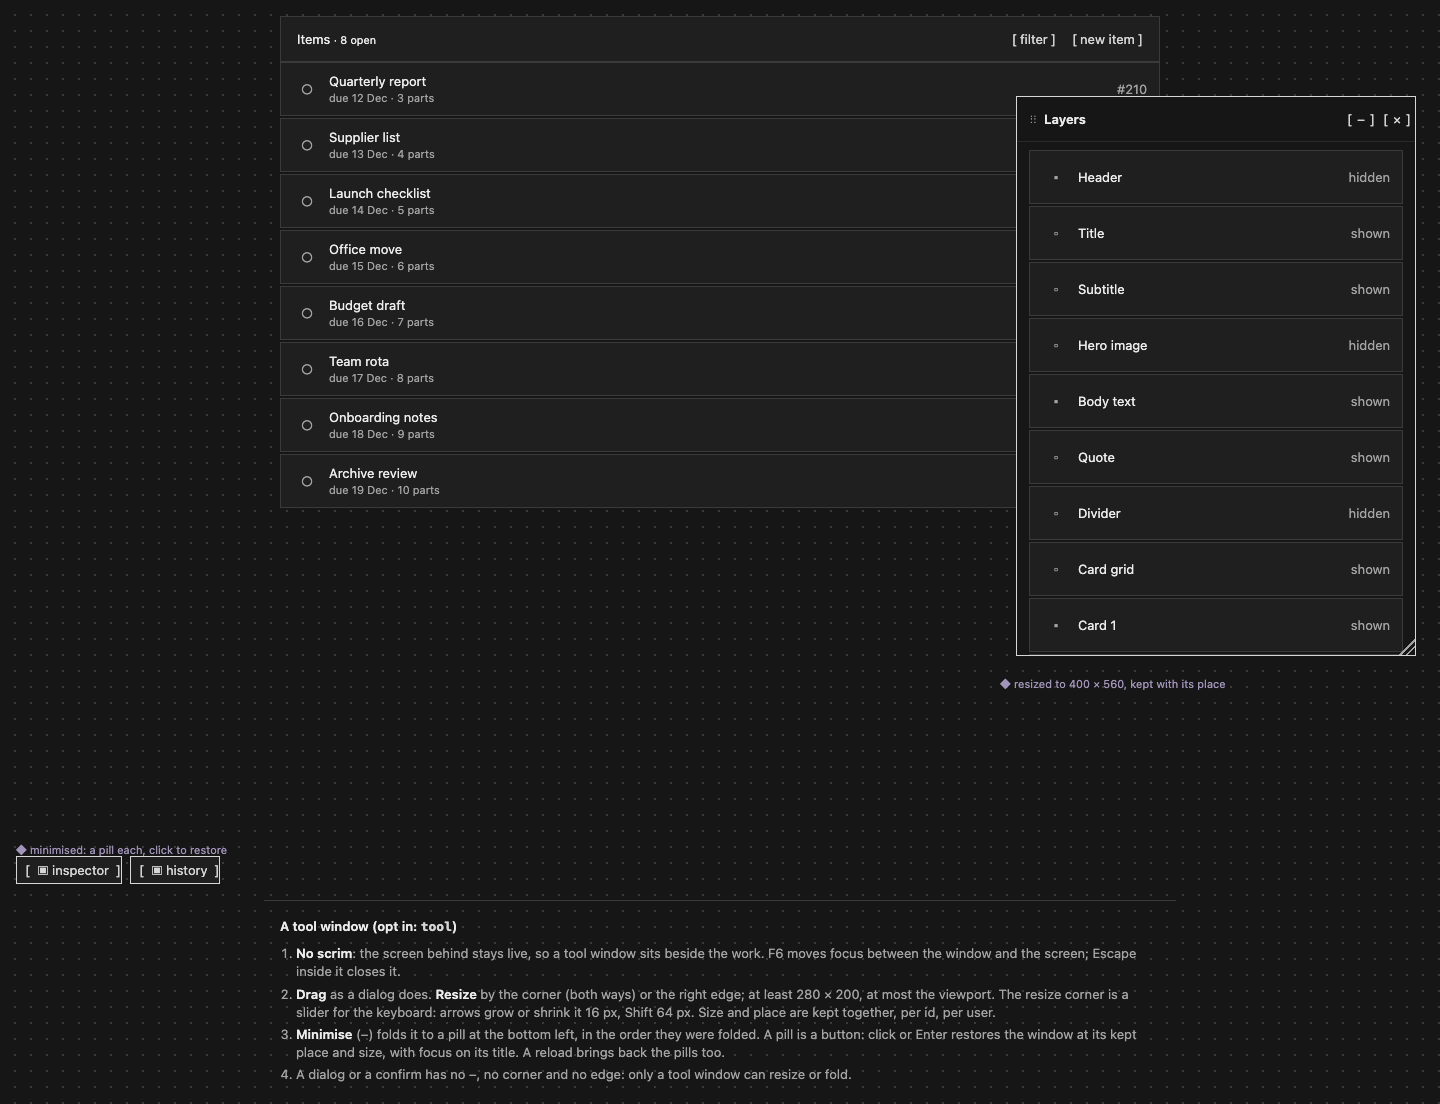 Items · 8 open
[ filter ] [ new item ]
Quarterly report
due 12 Dec · 3 parts
#210
Supplier list
due 13 Dec · 4 parts
Launch checklist
due 14 Dec · 5 parts
Office move
due 15 Dec · 6 parts
Budget draft
due 16 Dec · 7 parts
Team rota
due 17 Dec · 8 parts
Onboarding notes
due 18 Dec · 9 parts
Archive review
due 19 Dec · 10 parts
Layers [ – ] [ × ]
Header hidden
Title shown
Subtitle shown
Hero image hidden
Body text shown
Quote shown
Divider hidden
Card grid shown
Card 1 shown
◆ resized to 400 × 560, kept with its place
◆ minimised: a pill each, click to restore
[ ▣ inspector ] [ ▣ history ]
A tool window (opt in: tool)
1. No scrim: the screen behind stays live, so a tool window sits beside the work. F6 moves focus between the window and the screen; Escape
inside it closes it.
2. Drag as a dialog does. Resize by the corner (both ways) or the right edge; at least 280 × 200, at most the viewport. The resize corner is a
slider for the keyboard: arrows grow or shrink it 16 px, Shift 64 px. Size and place are kept together, per id, per user.
3. Minimise (–) folds it to a pill at the bottom left, in the order they were folded. A pill is a button: click or Enter restores the window at its kept
place and size, with focus on its title. A reload brings back the pills too.
4. A dialog or a confirm has no –, no corner and no edge: only a tool window can resize or fold.